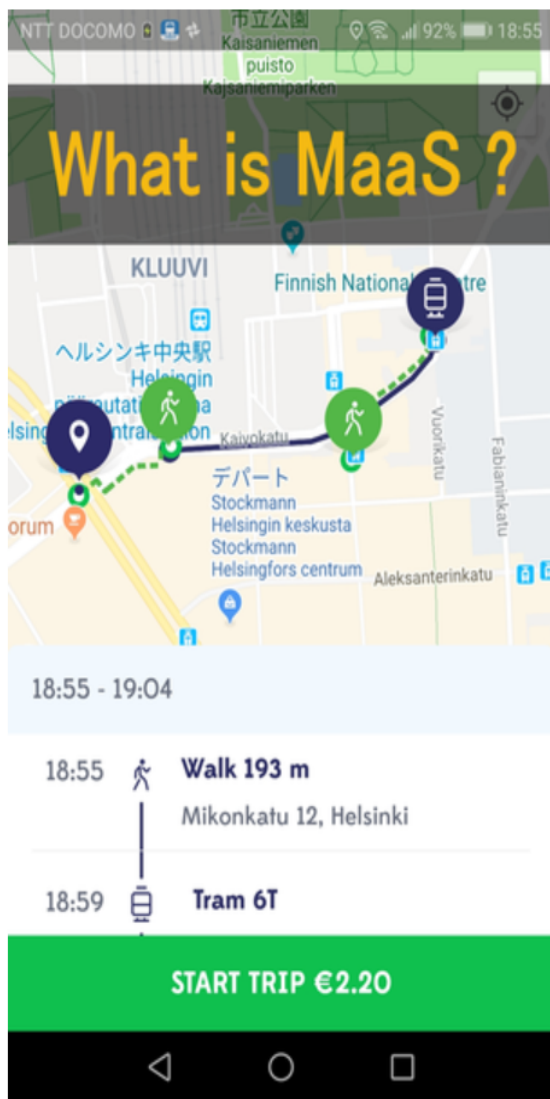 NTT DOCOMO
92%
18:55
市立公園
Kaisaniemen
puisto
Kajsaniemiparken
What is MaaS ?
KLUUVI
Finnish National
tre
ヘルシンキ中央駅
Helsingin
Kaivokatu
Vuorikatu
Fabianinkatu
orum
デパート
Stockmann
Helsingin keskusta
Stockmann
Helsingfors centrum
Aleksanterinkatu
18:55 - 19:04
18:55
Walk 193 m
Mikonkatu 12, Helsinki
18:59
Tram 6T
START TRIP €2.20